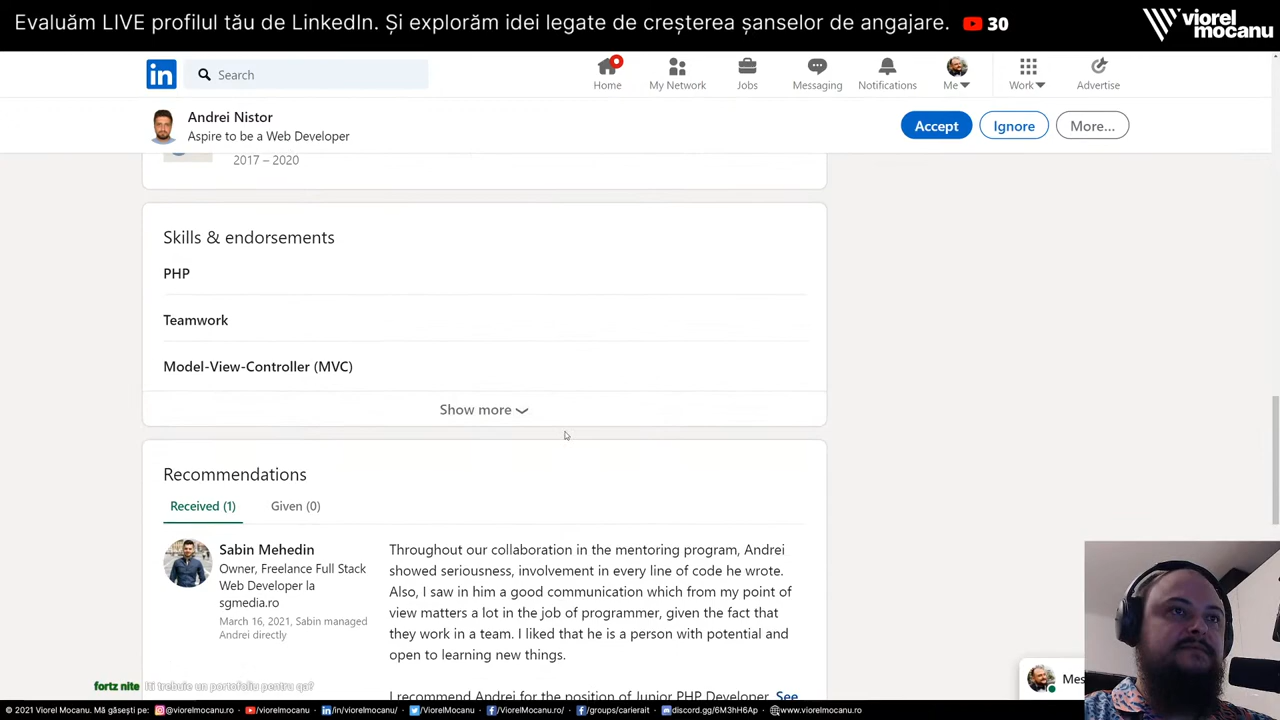 Evaluăm LIVE profilul tău de LinkedIn. Și explorăm idei legate de creșterea șanselor de angajare. 30
viorel mocanu
in Search
Home My Network Jobs Messaging Notifications Me Work Advertise
Andrei Nistor
Aspire to be a Web Developer
Accept Ignore More...
2017 – 2020
Skills & endorsements
PHP
Teamwork
Model-View-Controller (MVC)
Show more
Recommendations
Received (1) Given (0)
Sabin Mehedin
Owner, Freelance Full Stack
Web Developer la
sgmedia.ro
March 16, 2021, Sabin managed
Andrei directly
Throughout our collaboration in the mentoring program, Andrei
showed seriousness, involvement in every line of code he wrote.
Also, I saw in him a good communication which from my point of
view matters a lot in the job of programmer, given the fact that
they work in a team. I liked that he is a person with potential and
open to learning new things.
I recommend Andrei for the position of Junior PHP Developer. See
Mes
fortz nite Iti trebuie un portofoliu pentru qa?
© 2021 Viorel Mocanu. Mă găsești pe: @viorelmocanu · /viorelmocanu · /in/viorelmocanu/ · /ViorelMocanu · /ViorelMocanu.ro/ · /groups/carierait · discord.gg/6M3hH6Ap · www.viorelmocanu.ro